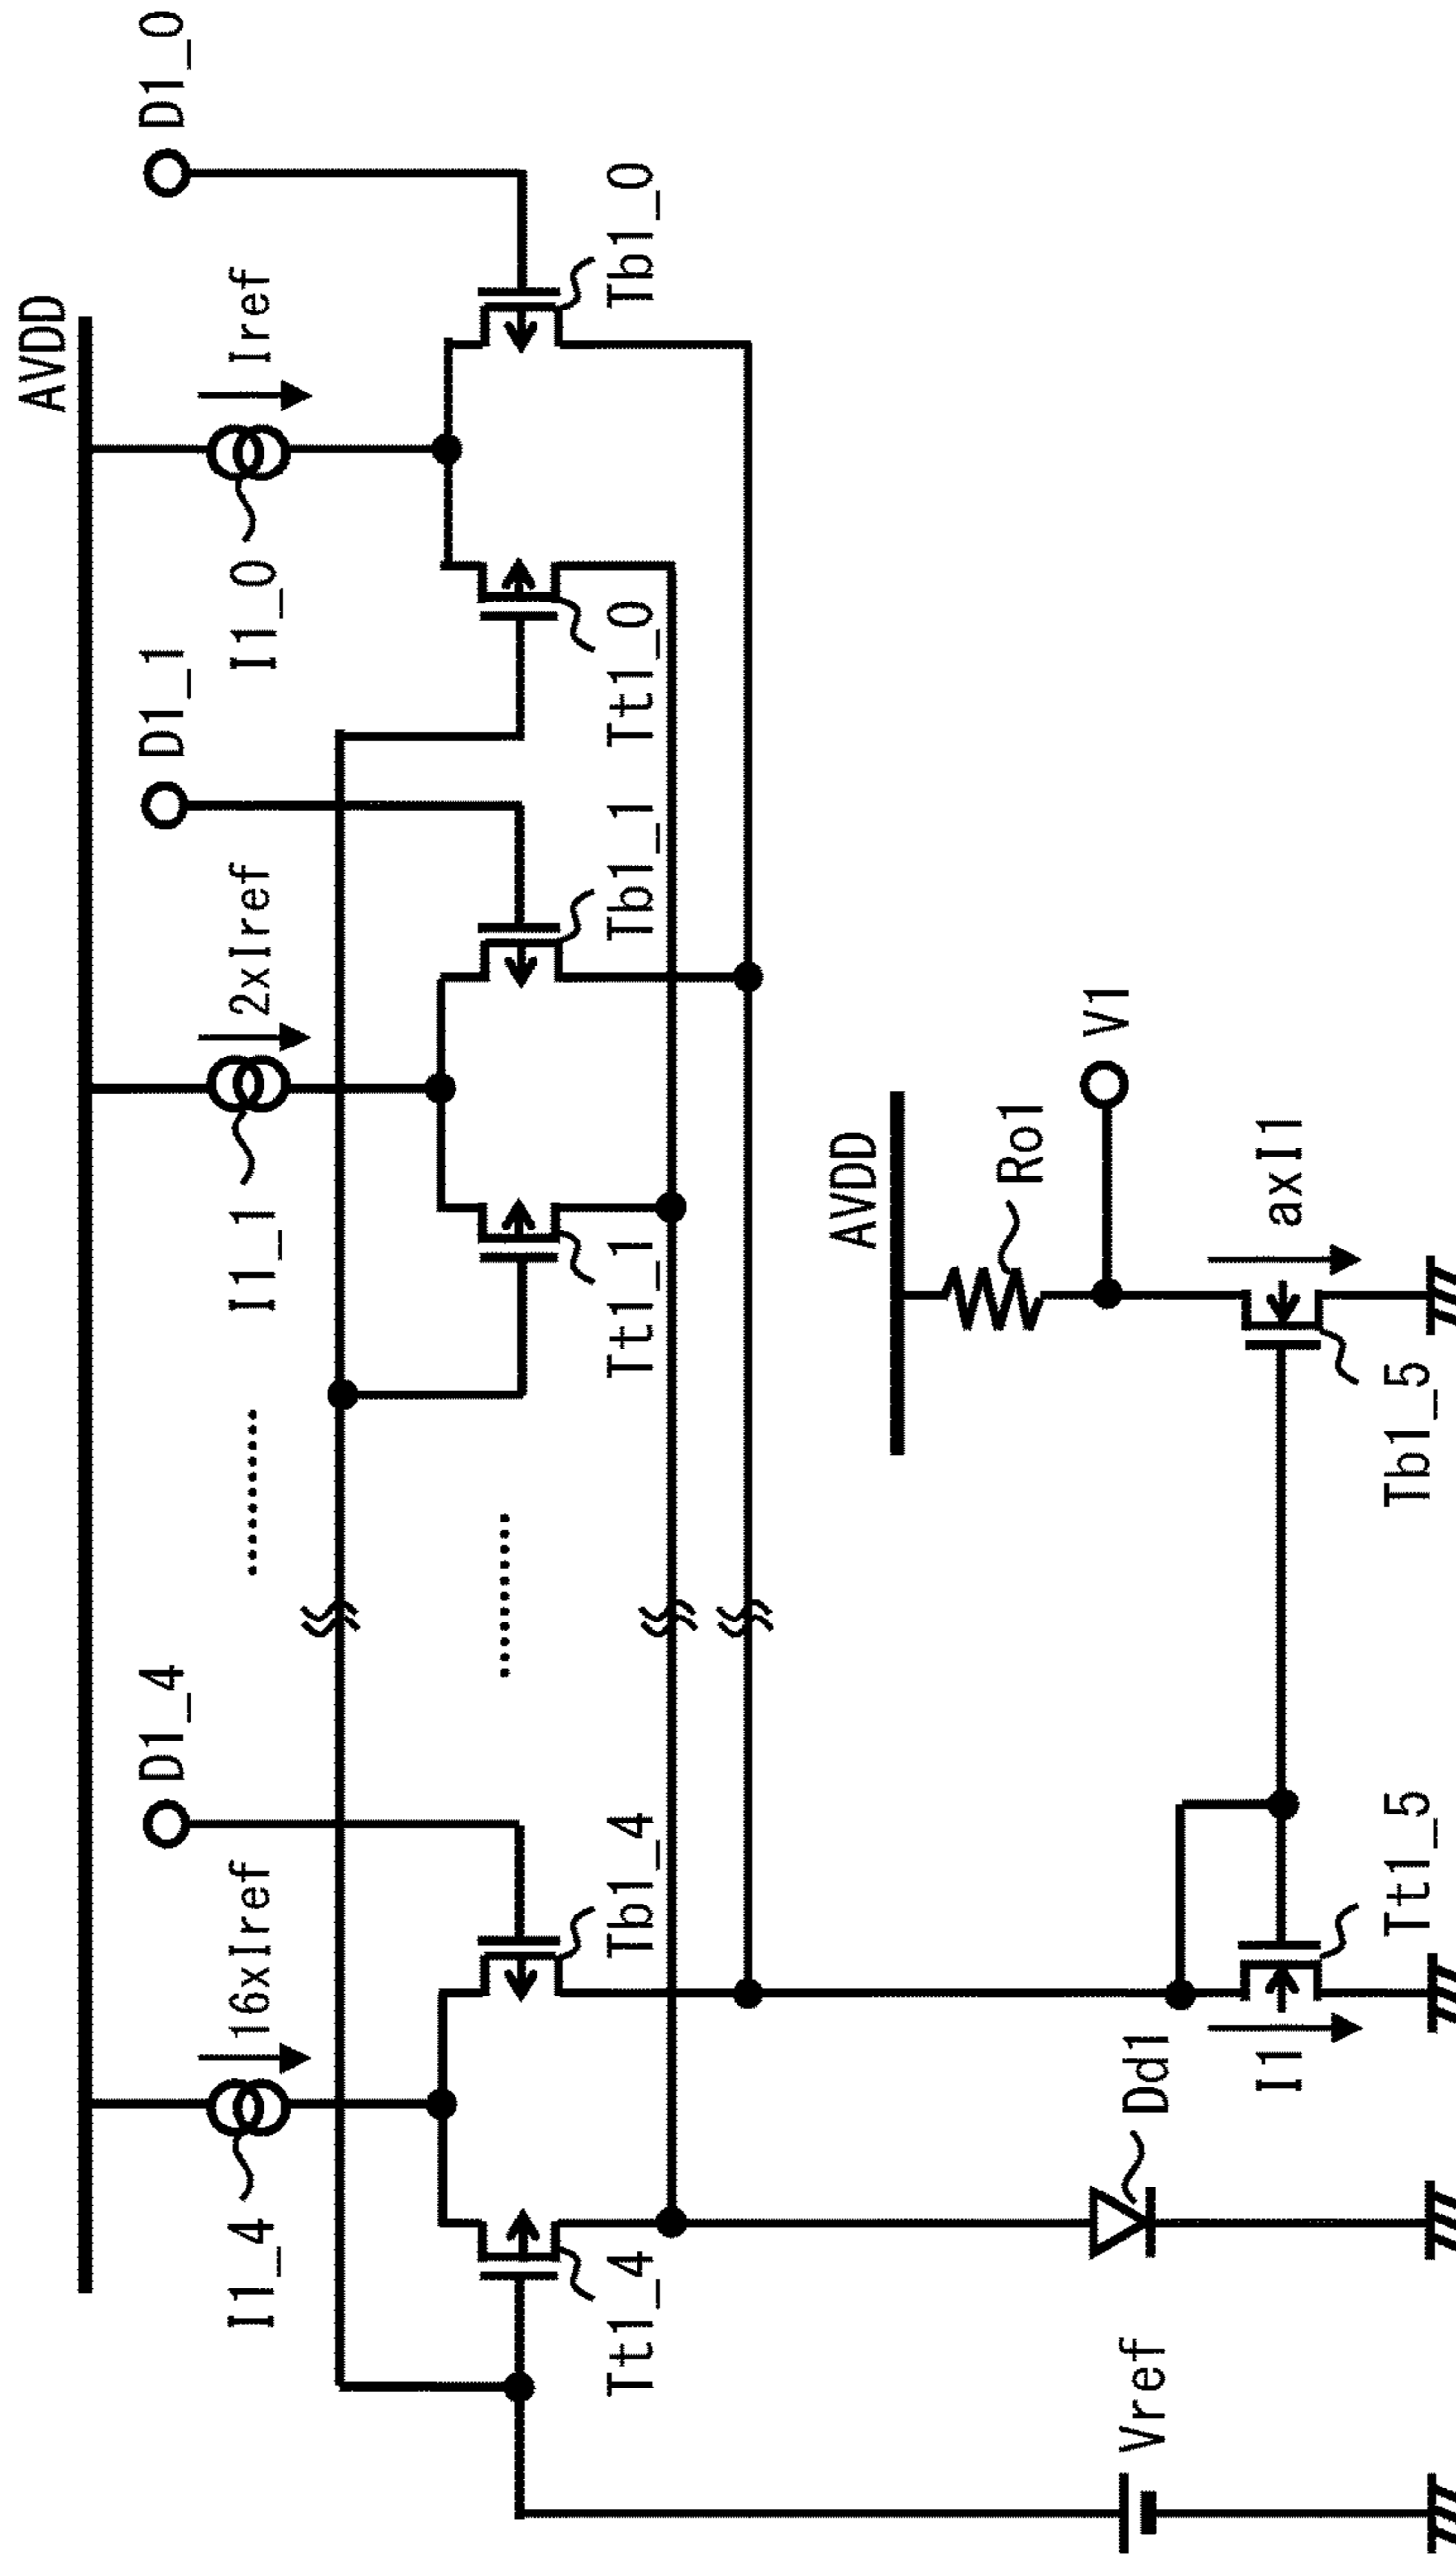 AVDD
D1_4
D1_1
D1_0
I1_4
16xIref
I1_1
2xIref
I1_0
Iref
Tt1_4
Tb1_4
Tt1_1
Tb1_1
Tt1_0
Tb1_0
AVDD
Ro1
V1
Vref
Dd1
I1
axI1
Tt1_5
Tb1_5